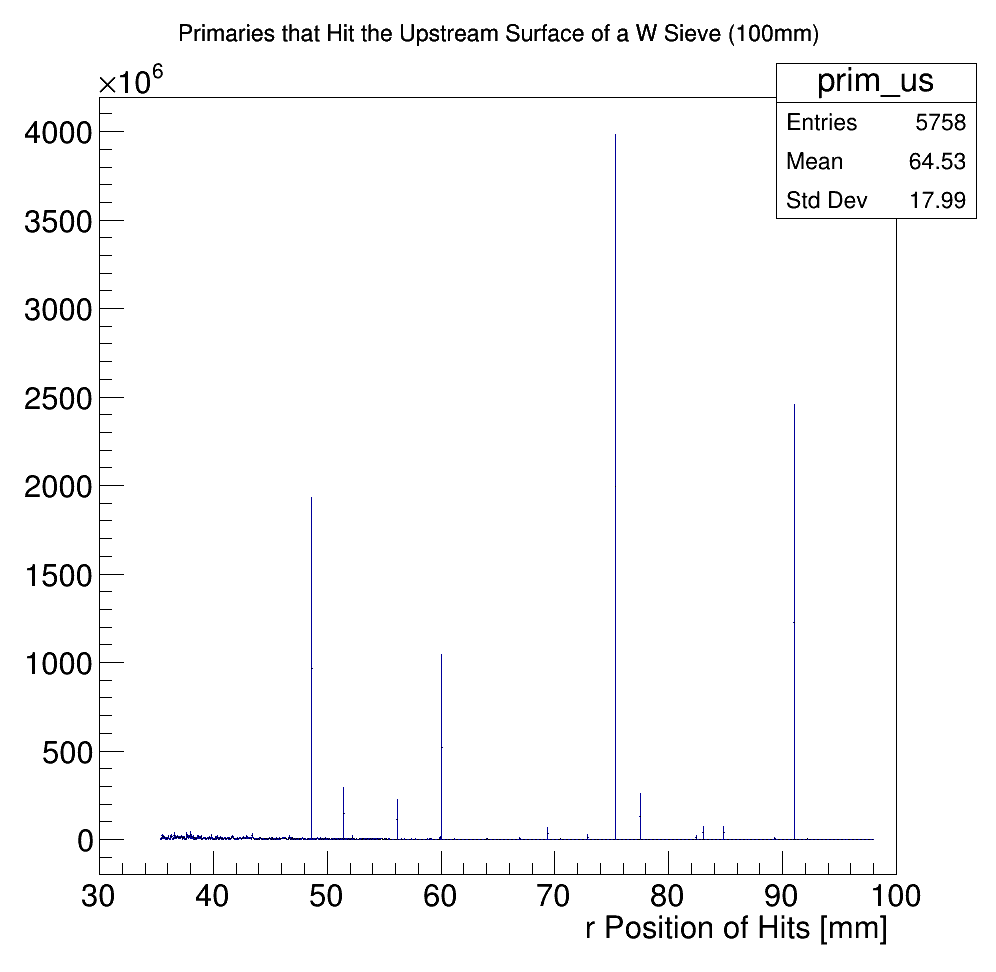 Primaries that Hit the Upstream Surface of a W Sieve (100mm)
×10⁶
prim_us
Entries 5758
Mean 64.53
Std Dev 17.99
4000
3500
3000
2500
2000
1500
1000
500
0
30 40 50 60 70 80 90 100
r Position of Hits [mm]